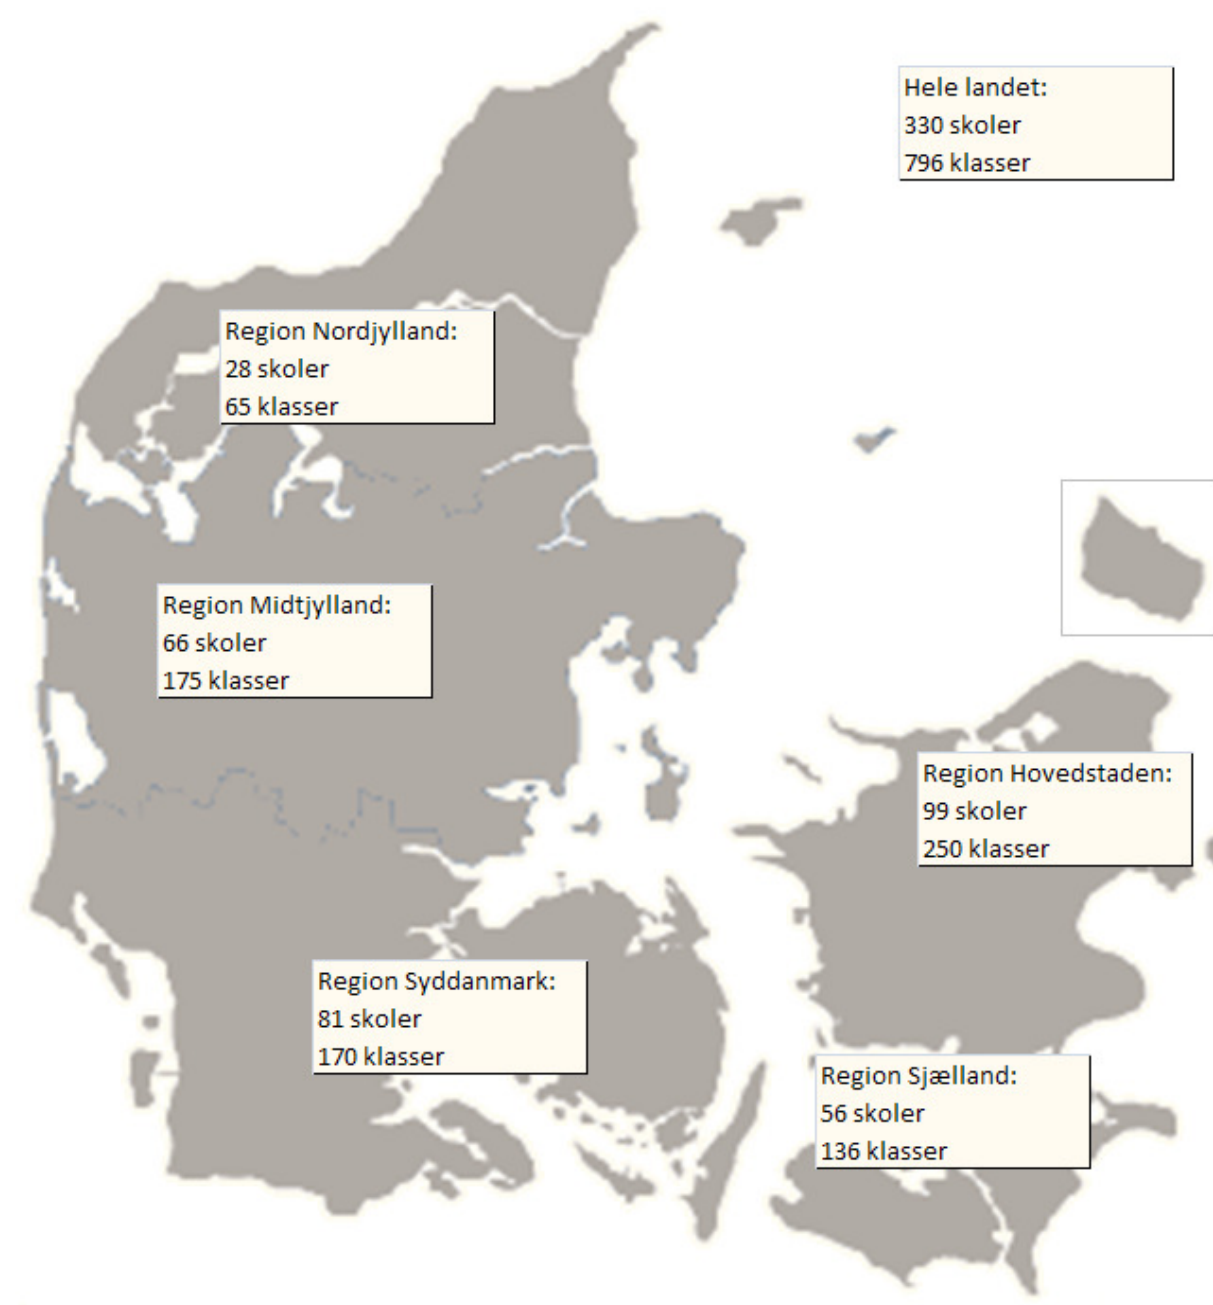 Hele landet:
330 skoler
796 klasser
Region Nordjylland:
28 skoler
65 klasser
Region Midtjylland:
66 skoler
175 klasser
Region Hovedstaden:
99 skoler
250 klasser
Region Syddanmark:
81 skoler
170 klasser
Region Sjælland:
56 skoler
136 klasser